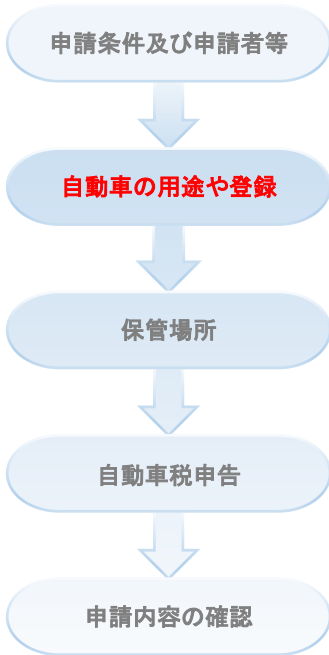 申請条件及び申請者等
自動車の用途や登録
保管場所
自動車税申告
申請内容の確認